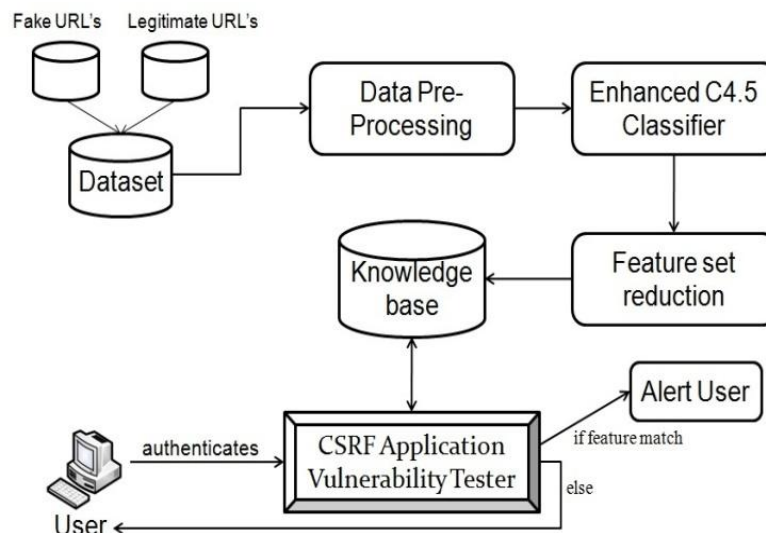 Fake URL's
Legitimate URL's
Dataset
Data Pre-
Processing
Enhanced C4.5
Classifier
Feature set
reduction
Knowledge
base
Alert User
if feature match
CSRF Application
Vulnerability Tester
authenticates
else
User